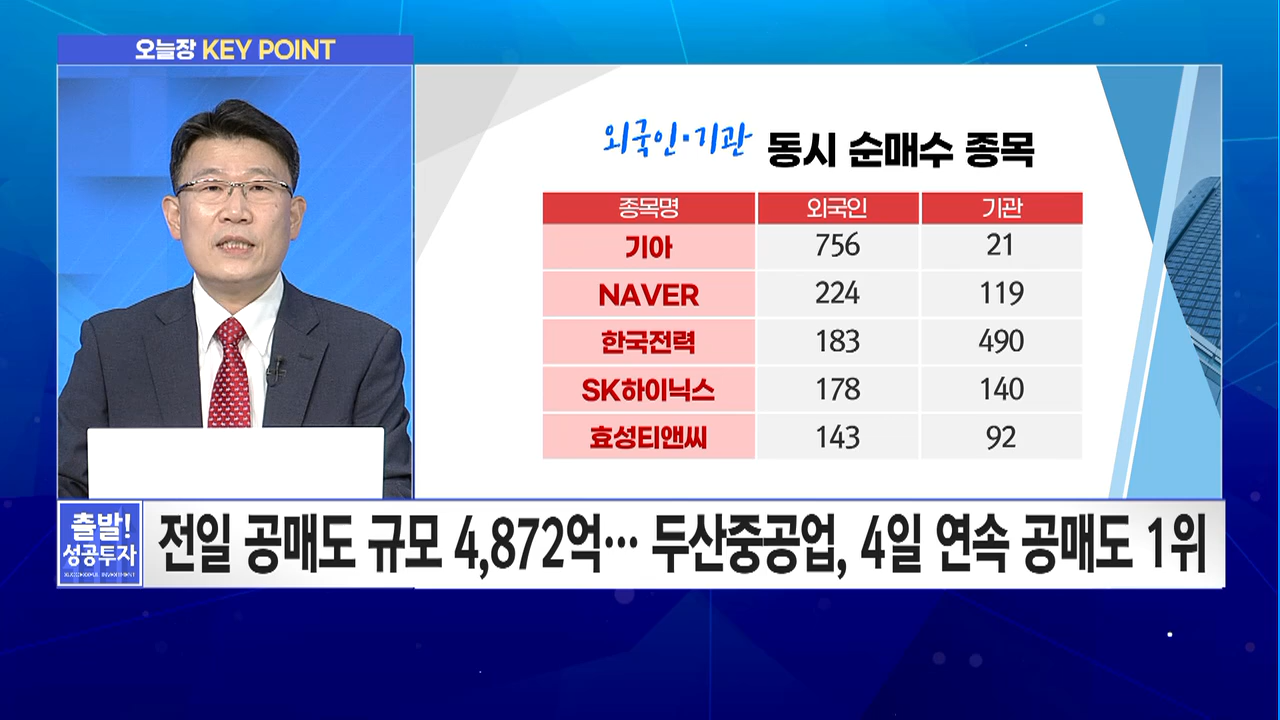 오늘장 KEY POINT
외국인·기관 동시 순매수 종목
종목명 외국인 기관
기아 756 21
NAVER 224 119
한국전력 183 490
SK하이닉스 178 140
효성티앤씨 143 92
출발!
성공투자
전일 공매도 규모 4,872억… 두산중공업, 4일 연속 공매도 1위